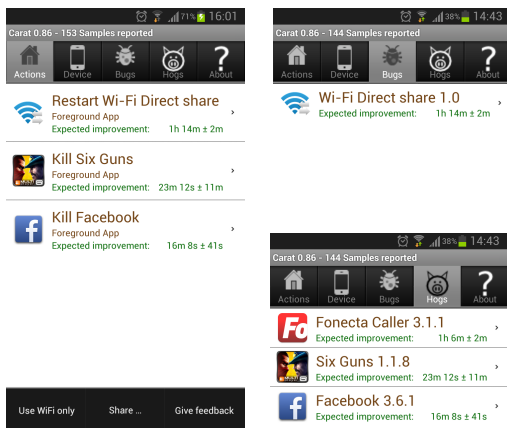 71% 16:01
Carat 0.86 - 153 Samples reported
Actions Device Bugs Hogs About
Restart Wi-Fi Direct share
Foreground App
Expected improvement: 1h 14m ± 2m
Kill Six Guns
Foreground App
Expected improvement: 23m 12s ± 11m
Kill Facebook
Foreground App
Expected improvement: 16m 8s ± 41s
Use WiFi only Share ... Give feedback
38% 14:43
Carat 0.86 - 144 Samples reported
Actions Device Bugs Hogs About
Wi-Fi Direct share 1.0
Expected improvement: 1h 14m ± 2m
38% 14:43
Carat 0.86 - 144 Samples reported
Actions Device Bugs Hogs About
Fo
Fonecta Caller 3.1.1
Expected improvement: 1h 6m ± 2m
Six Guns 1.1.8
Expected improvement: 23m 12s ± 11m
Facebook 3.6.1
Expected improvement: 16m 8s ± 41s